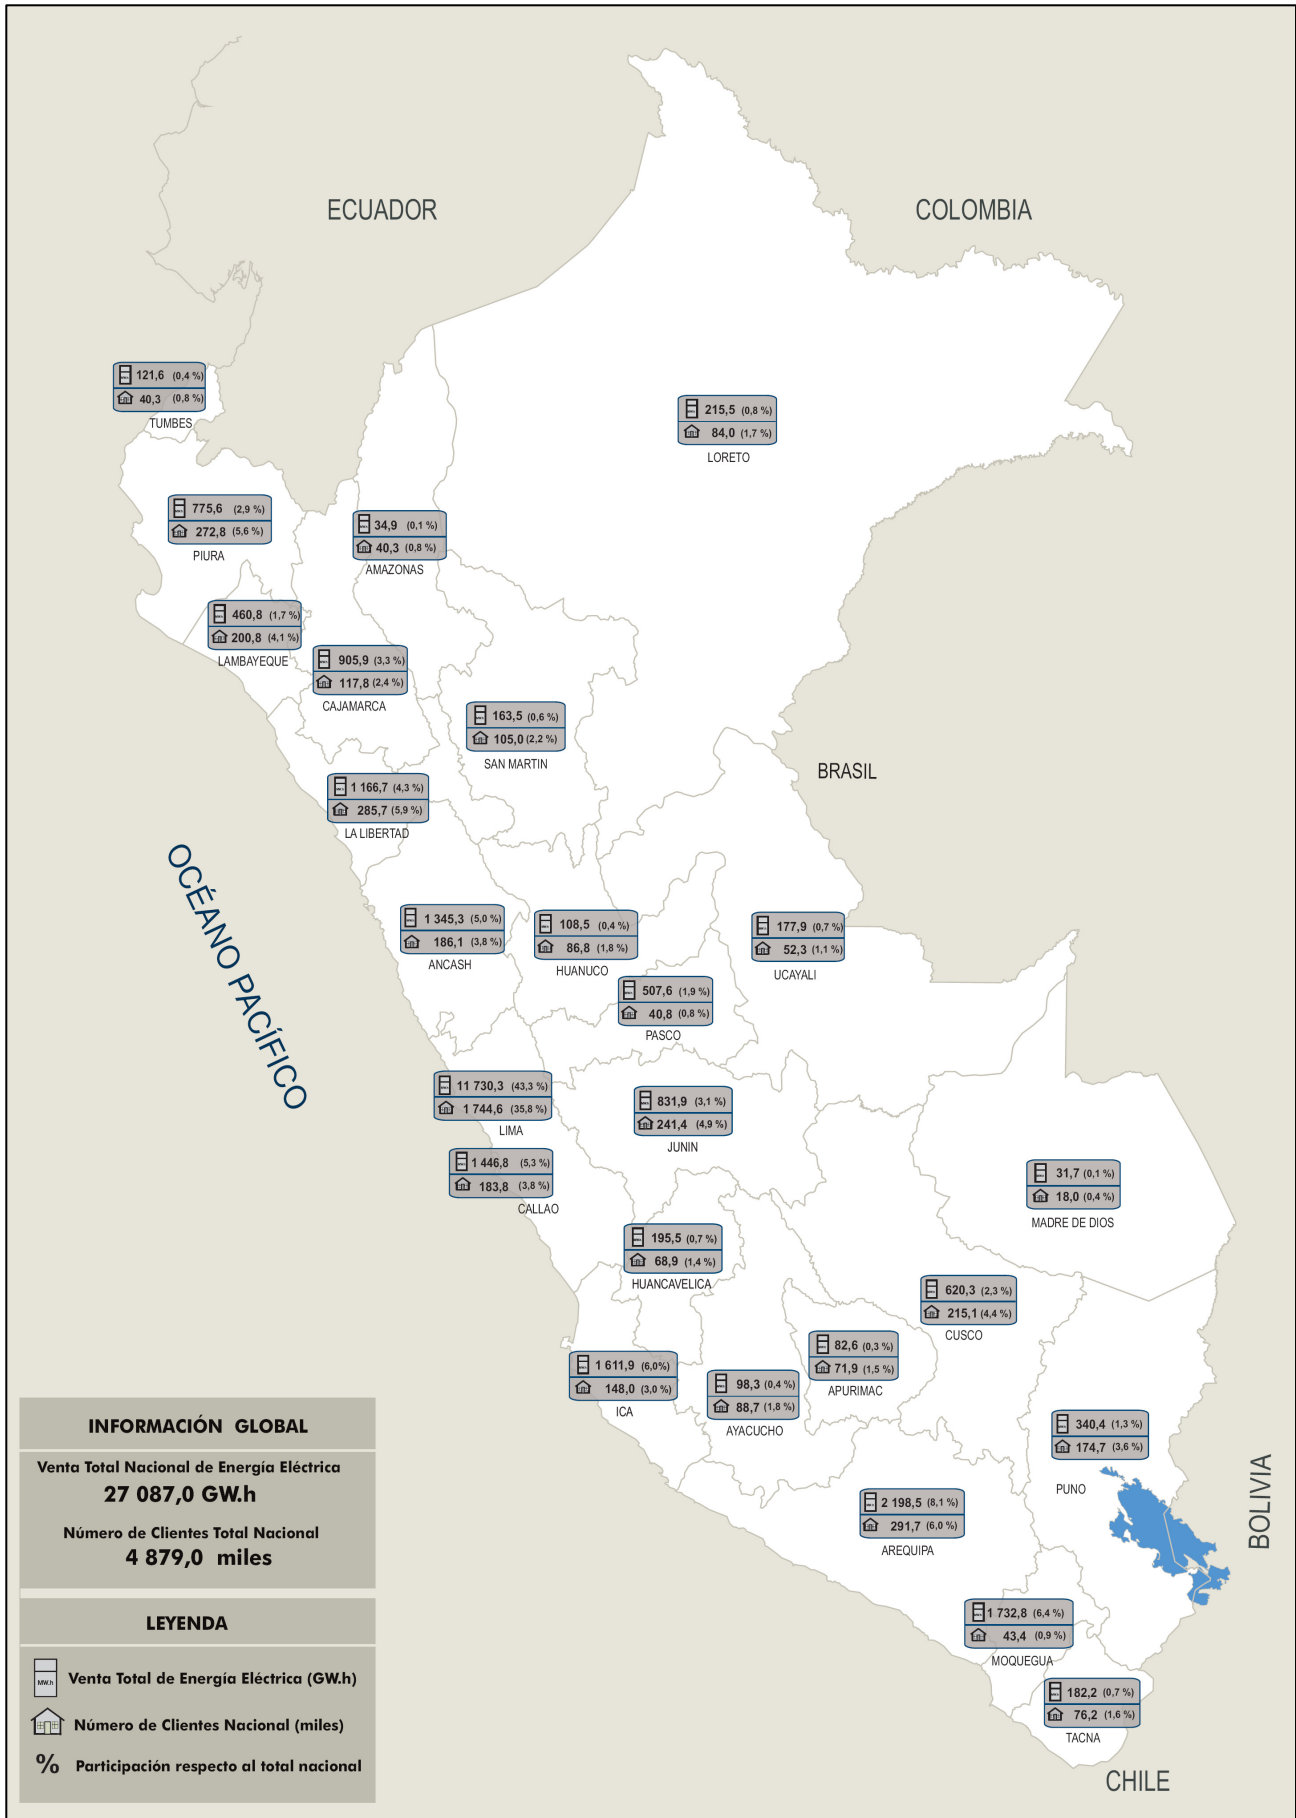 ECUADOR
COLOMBIA
121,6 (0,4 %)
40,3 (0,8 %)
TUMBES
215,5 (0,8 %)
84,0 (1,7 %)
LORETO
775,6 (2,9 %)
272,8 (5,6 %)
PIURA
34,9 (0,1 %)
40,3 (0,8 %)
AMAZONAS
460,8 (1,7 %)
200,8 (4,1 %)
LAMBAYEQUE
905,9 (3,3 %)
117,8 (2,4 %)
CAJAMARCA
163,5 (0,6 %)
105,0 (2,2 %)
SAN MARTIN
BRASIL
1 166,7 (4,3 %)
285,7 (5,9 %)
LA LIBERTAD
OCÉANO PACÍFICO
1 345,3 (5,0 %)
186,1 (3,8 %)
ANCASH
108,5 (0,4 %)
86,8 (1,8 %)
HUANUCO
177,9 (0,7 %)
52,3 (1,1 %)
UCAYALI
507,6 (1,9 %)
40,8 (0,8 %)
PASCO
11 730,3 (43,3 %)
1 744,6 (35,8 %)
LIMA
831,9 (3,1 %)
241,4 (4,9 %)
JUNIN
1 446,8 (5,3 %)
183,8 (3,8 %)
CALLAO
31,7 (0,1 %)
18,0 (0,4 %)
MADRE DE DIOS
195,5 (0,7 %)
68,9 (1,4 %)
HUANCAVELICA
620,3 (2,3 %)
215,1 (4,4 %)
CUSCO
82,6 (0,3 %)
71,9 (1,5 %)
APURIMAC
1 611,9 (6,0%)
148,0 (3,0 %)
ICA
98,3 (0,4 %)
88,7 (1,8 %)
AYACUCHO
340,4 (1,3 %)
174,7 (3,6 %)
PUNO
BOLIVIA
2 198,5 (8,1 %)
291,7 (6,0 %)
AREQUIPA
1 732,8 (6,4 %)
43,4 (0,9 %)
MOQUEGUA
182,2 (0,7 %)
76,2 (1,6 %)
TACNA
CHILE
INFORMACIÓN GLOBAL
Venta Total Nacional de Energía Eléctrica
27 087,0 GW.h
Número de Clientes Total Nacional
4 879,0 miles
LEYENDA
MW.h Venta Total de Energía Eléctrica (GW.h)
Número de Clientes Nacional (miles)
% Participación respecto al total nacional